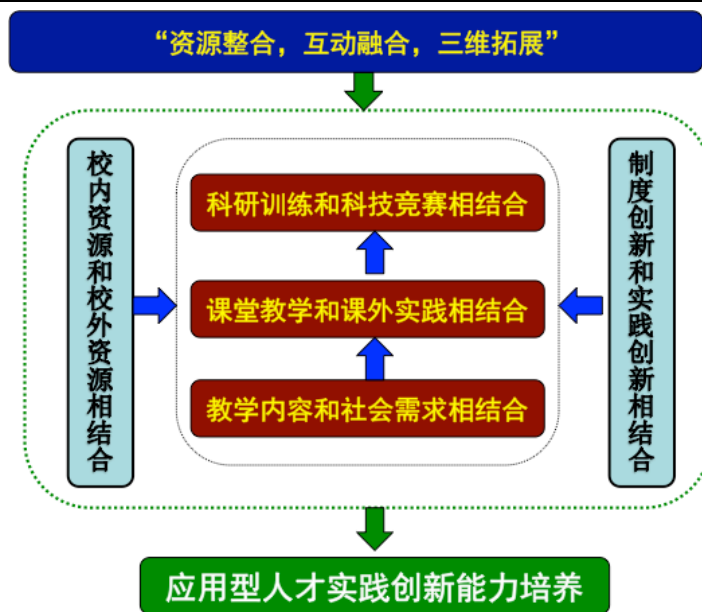 “资源整合，互动融合，三维拓展”
校内资源和校外资源相结合
科研训练和科技竞赛相结合
课堂教学和课外实践相结合
教学内容和社会需求相结合
制度创新和实践创新相结合
应用型人才实践创新能力培养